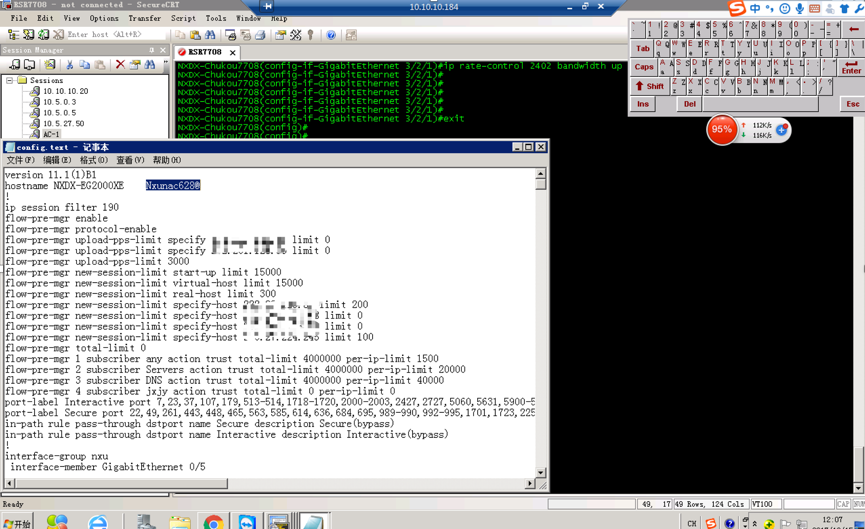 RSR7708 - not connected - SecureCRT
10.10.10.184
File Edit View Options Transfer Script Tools Window Help
Enter host <Alt+R>
Session Manager
RSR7708
Sessions
10.10.10.20
10.5.0.3
10.5.0.5
10.5.27.50
AC-1
NXDX-Chukou7708(config-if-GigabitEthernet 3/2/1)#ip rate-control 2402 bandwidth up
NXDX-Chukou7708(config-if-GigabitEthernet 3/2/1)#
NXDX-Chukou7708(config-if-GigabitEthernet 3/2/1)#
NXDX-Chukou7708(config-if-GigabitEthernet 3/2/1)#
NXDX-Chukou7708(config-if-GigabitEthernet 3/2/1)#
NXDX-Chukou7708(config-if-GigabitEthernet 3/2/1)#exit
NXDX-Chukou7708(config)#
NXDX-Chukou7708(config)#
Tab
Caps
Enter
Shift
Ins
Del
Esc
95%
112K/s
116K/s
config.text - 记事本
文件(F) 编辑(E) 格式(O) 查看(V) 帮助(H)
version 11.1(1)B1
hostname NXDX-EG2000XE Nxunac628@
!
ip session filter 190
flow-pre-mgr enable
flow-pre-mgr protocol-enable
flow-pre-mgr upload-pps-limit specify limit 0
flow-pre-mgr upload-pps-limit specify limit 0
flow-pre-mgr upload-pps-limit 3000
flow-pre-mgr new-session-limit start-up limit 15000
flow-pre-mgr new-session-limit virtual-host limit 15000
flow-pre-mgr new-session-limit real-host limit 300
flow-pre-mgr new-session-limit specify-host limit 200
flow-pre-mgr new-session-limit specify-host limit 0
flow-pre-mgr new-session-limit specify-host limit 0
flow-pre-mgr new-session-limit specify-host limit 100
flow-pre-mgr total-limit 0
flow-pre-mgr 1 subscriber any action trust total-limit 4000000 per-ip-limit 1500
flow-pre-mgr 2 subscriber Servers action trust total-limit 4000000 per-ip-limit 20000
flow-pre-mgr 3 subscriber DNS action trust total-limit 4000000 per-ip-limit 40000
flow-pre-mgr 4 subscriber jxjy action trust total-limit 0 per-ip-limit 0
port-label Interactive port 7,23,37,107,179,513-514,1718-1720,2000-2003,2427,2727,5060,5631,5900-5
port-label Secure port 22,49,261,443,448,465,563,585,614,636,684,695,989-990,992-995,1701,1723,225
in-path rule pass-through dstport name Secure description Secure(bypass)
in-path rule pass-through dstport name Interactive description Interactive(bypass)
!
interface-group nxu
interface-member GigabitEthernet 0/5
Ready
49, 17 49 Rows, 124 Cols VT100 CAP NUM
开始
CH
12:07